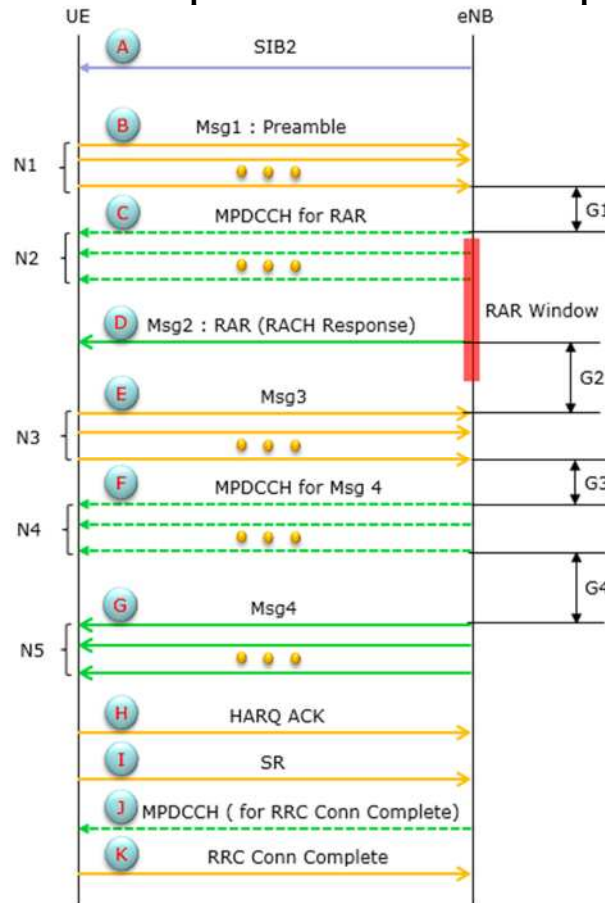 UE eNB
A SIB2
B Msg1 : Preamble
N1
G1
C MPDCCH for RAR
N2
RAR Window
D Msg2 : RAR (RACH Response)
G2
E Msg3
N3
F MPDCCH for Msg 4
G3
N4
G4
G Msg4
N5
H HARQ ACK
I SR
J MPDCCH ( for RRC Conn Complete)
K RRC Conn Complete